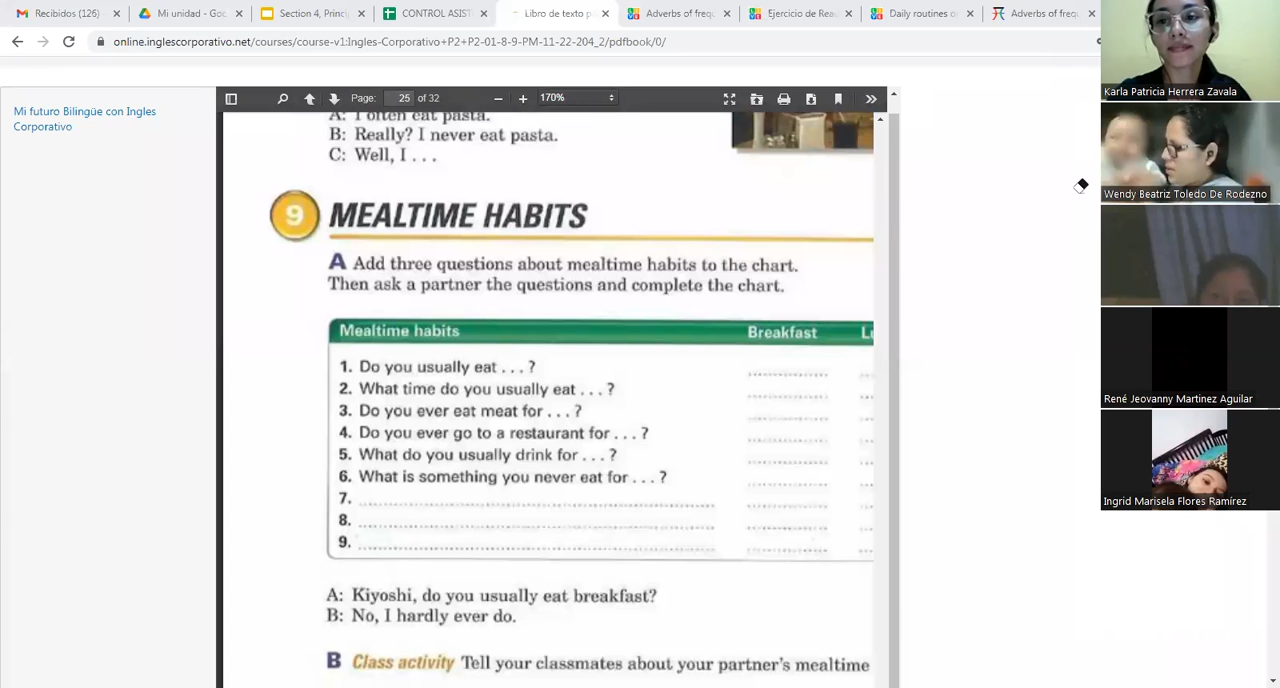 Recibidos (126)
Mi unidad - Goo
Section 4, Princi
CONTROL ASIST
Libro de texto p
Adverbs of frequ
Ejercicio de Rea
Daily routines o
Adverbs of frequ
online.inglescorporativo.net/courses/course-v1:Ingles-Corporativo+P2+P2-01-8-9-PM-11-22-204_2/pdfbook/0/
Mi futuro Bilingüe con Ingles
Corporativo
Page: 25 of 32
170%
A: I often eat pasta.
B: Really? I never eat pasta.
C: Well, I . . .
9 MEALTIME HABITS
A Add three questions about mealtime habits to the chart.
Then ask a partner the questions and complete the chart.
Mealtime habits Breakfast Lu
1. Do you usually eat . . . ?
2. What time do you usually eat . . . ?
3. Do you ever eat meat for . . . ?
4. Do you ever go to a restaurant for . . . ?
5. What do you usually drink for . . . ?
6. What is something you never eat for . . . ?
7.
8.
9.
A: Kiyoshi, do you usually eat breakfast?
B: No, I hardly ever do.
B Class activity Tell your classmates about your partner's mealtime
Karla Patricia Herrera Zavala
Wendy Beatriz Toledo De Rodezno
René Jeovanny Martinez Aguilar
Ingrid Marisela Flores Ramírez